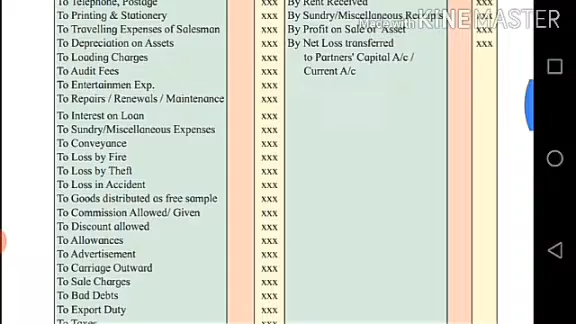 To Telephone, Postage xxx By Rent Received xxx
To Printing & Stationery xxx By Sundry/Miscellaneous Receipts xxx
To Travelling Expenses of Salesman xxx By Profit on Sale of Asset xxx
To Depreciation on Assets xxx By Net Loss transferred xxx
To Loading Charges xxx to Partners' Capital A/c /
To Audit Fees xxx Current A/c
To Entertainmen Exp. xxx
To Repairs / Renewals / Maintenance xxx
To Interest on Loan xxx
To Sundry/Miscellaneous Expenses xxx
To Conveyance xxx
To Loss by Fire xxx
To Loss by Theft xxx
To Loss in Accident xxx
To Goods distributed as free sample xxx
To Commission Allowed/ Given xxx
To Discount allowed xxx
To Allowances xxx
To Advertisement xxx
To Carriage Outward xxx
To Sale Charges xxx
To Bad Debts xxx
To Export Duty xxx
To Taxes xxx
Made with KINEMASTER